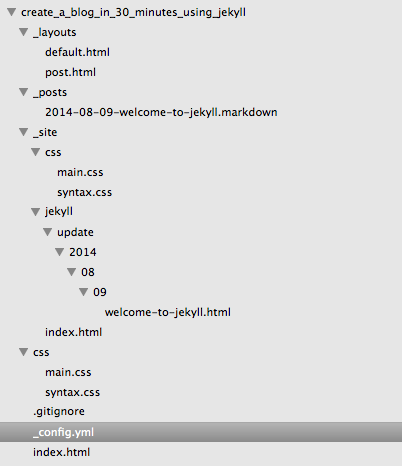 create_a_blog_in_30_minutes_using_jekyll
_layouts
default.html
post.html
_posts
2014-08-09-welcome-to-jekyll.markdown
_site
css
main.css
syntax.css
jekyll
update
2014
08
09
welcome-to-jekyll.html
index.html
css
main.css
syntax.css
.gitignore
_config.yml
index.html